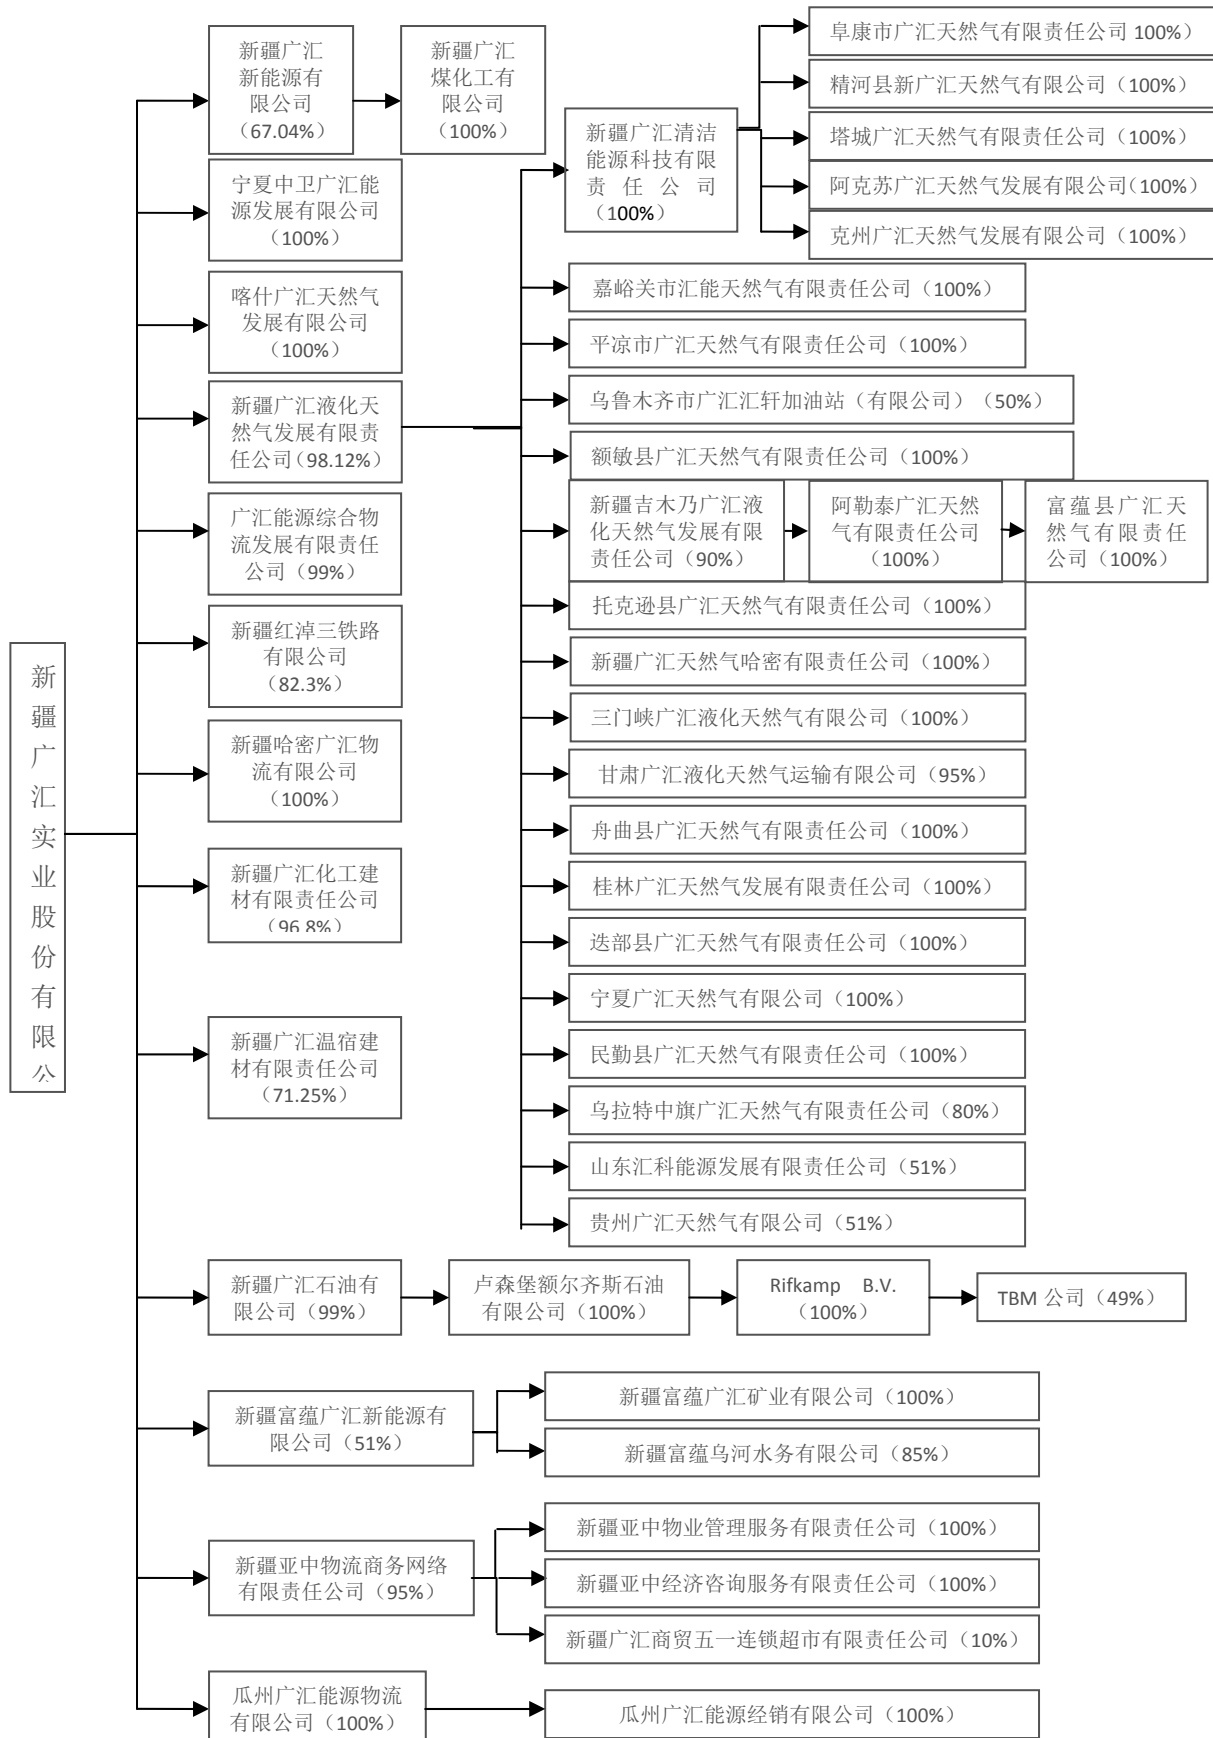 新疆广汇实业股份有限公
新疆广汇
新能源有
限公司
（67.04%）
新疆广汇
煤化工有
限公司
（100%）
宁夏中卫广汇能
源发展有限公司
（100%）
喀什广汇天然气
发展有限公司
（100%）
新疆广汇液化天
然气发展有限责
任公司（98.12%）
广汇能源综合物
流发展有限责任
公司（99%）
新疆红淖三铁路
有限公司
（82.3%）
新疆哈密广汇物
流有限公司
（100%）
新疆广汇化工建
材有限责任公司
（96.8%）
新疆广汇温宿建
材有限责任公司
（71.25%）
新疆广汇清洁
能源科技有限
责任公司
（100%）
阜康市广汇天然气有限责任公司 100%）
精河县新广汇天然气有限公司（100%）
塔城广汇天然气有限责任公司（100%）
阿克苏广汇天然气发展有限公司（100%）
克州广汇天然气发展有限公司（100%）
嘉峪关市汇能天然气有限责任公司（100%）
平凉市广汇天然气有限责任公司（100%）
乌鲁木齐市广汇汇轩加油站（有限公司）（50%）
额敏县广汇天然气有限责任公司（100%）
新疆吉木乃广汇液
化天然气发展有限
责任公司（90%）
阿勒泰广汇天然
气有限责任公司
（100%）
富蕴县广汇天
然气有限责任
公司（100%）
托克逊县广汇天然气有限责任公司（100%）
新疆广汇天然气哈密有限责任公司（100%）
三门峡广汇液化天然气有限公司（100%）
甘肃广汇液化天然气运输有限公司（95%）
舟曲县广汇天然气有限责任公司（100%）
桂林广汇天然气发展有限公司（100%）
迭部县广汇天然气有限责任公司（100%）
宁夏广汇天然气有限公司（100%）
民勤县广汇天然气有限责任公司（100%）
乌拉特中旗广汇天然气有限责任公司（80%）
山东汇科能源发展有限责任公司（51%）
贵州广汇天然气有限公司（51%）
新疆广汇石油有
限公司（99%）
卢森堡额尔齐斯石油
有限公司（100%）
Rifkamp B.V.
（100%）
TBM 公司（49%）
新疆富蕴广汇新能源有
限公司（51%）
新疆富蕴广汇矿业有限公司（100%）
新疆富蕴乌河水务有限公司（85%）
新疆亚中物流商务网络
有限责任公司（95%）
新疆亚中物业管理服务有限责任公司（100%）
新疆亚中经济咨询服务有限责任公司（100%）
新疆广汇商贸五一连锁超市有限责任公司（10%）
瓜州广汇能源物流
有限公司（100%）
瓜州广汇能源经销有限公司（100%）